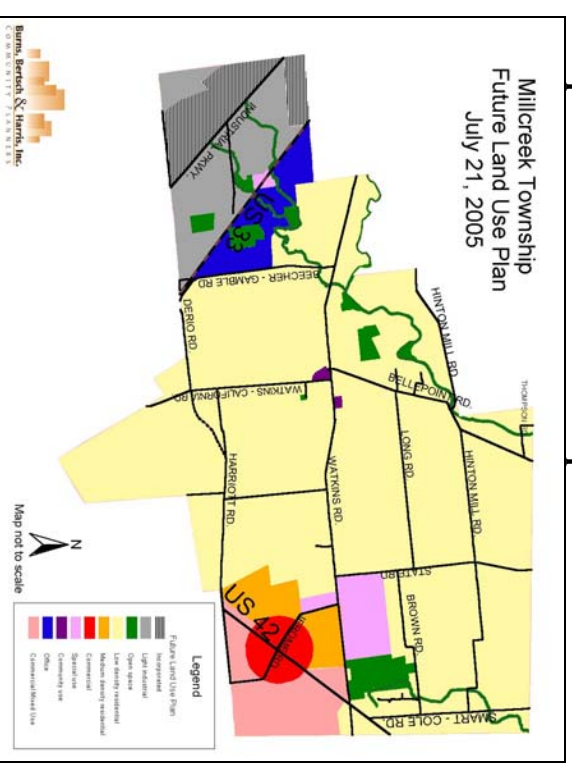 Millcreek Township
Future Land Use Plan
July 21, 2005
THOMPSON
HINTON MILL RD.
BELLEPOINT RD.
LONG RD.
HINTON MILL RD.
INDUSTRIAL PKWY.
US 33
BEECHER - GAMBLE RD
DERIO RD.
WATKINS - CALIFORNIA RD
WATKINS RD.
HARRIOTT RD.
STATE RD
BROWN RD.
SMART - COLE RD.
US 42
N
Map not to scale
Legend
Future Land Use Plan
Incorporated
Light industrial
Open space
Low density residential
Medium density residential
Commercial
Special use
Community use
Office
Commercial Mixed Use
Burns, Bertsch & Harris, Inc.
COMMUNITY PLANNERS